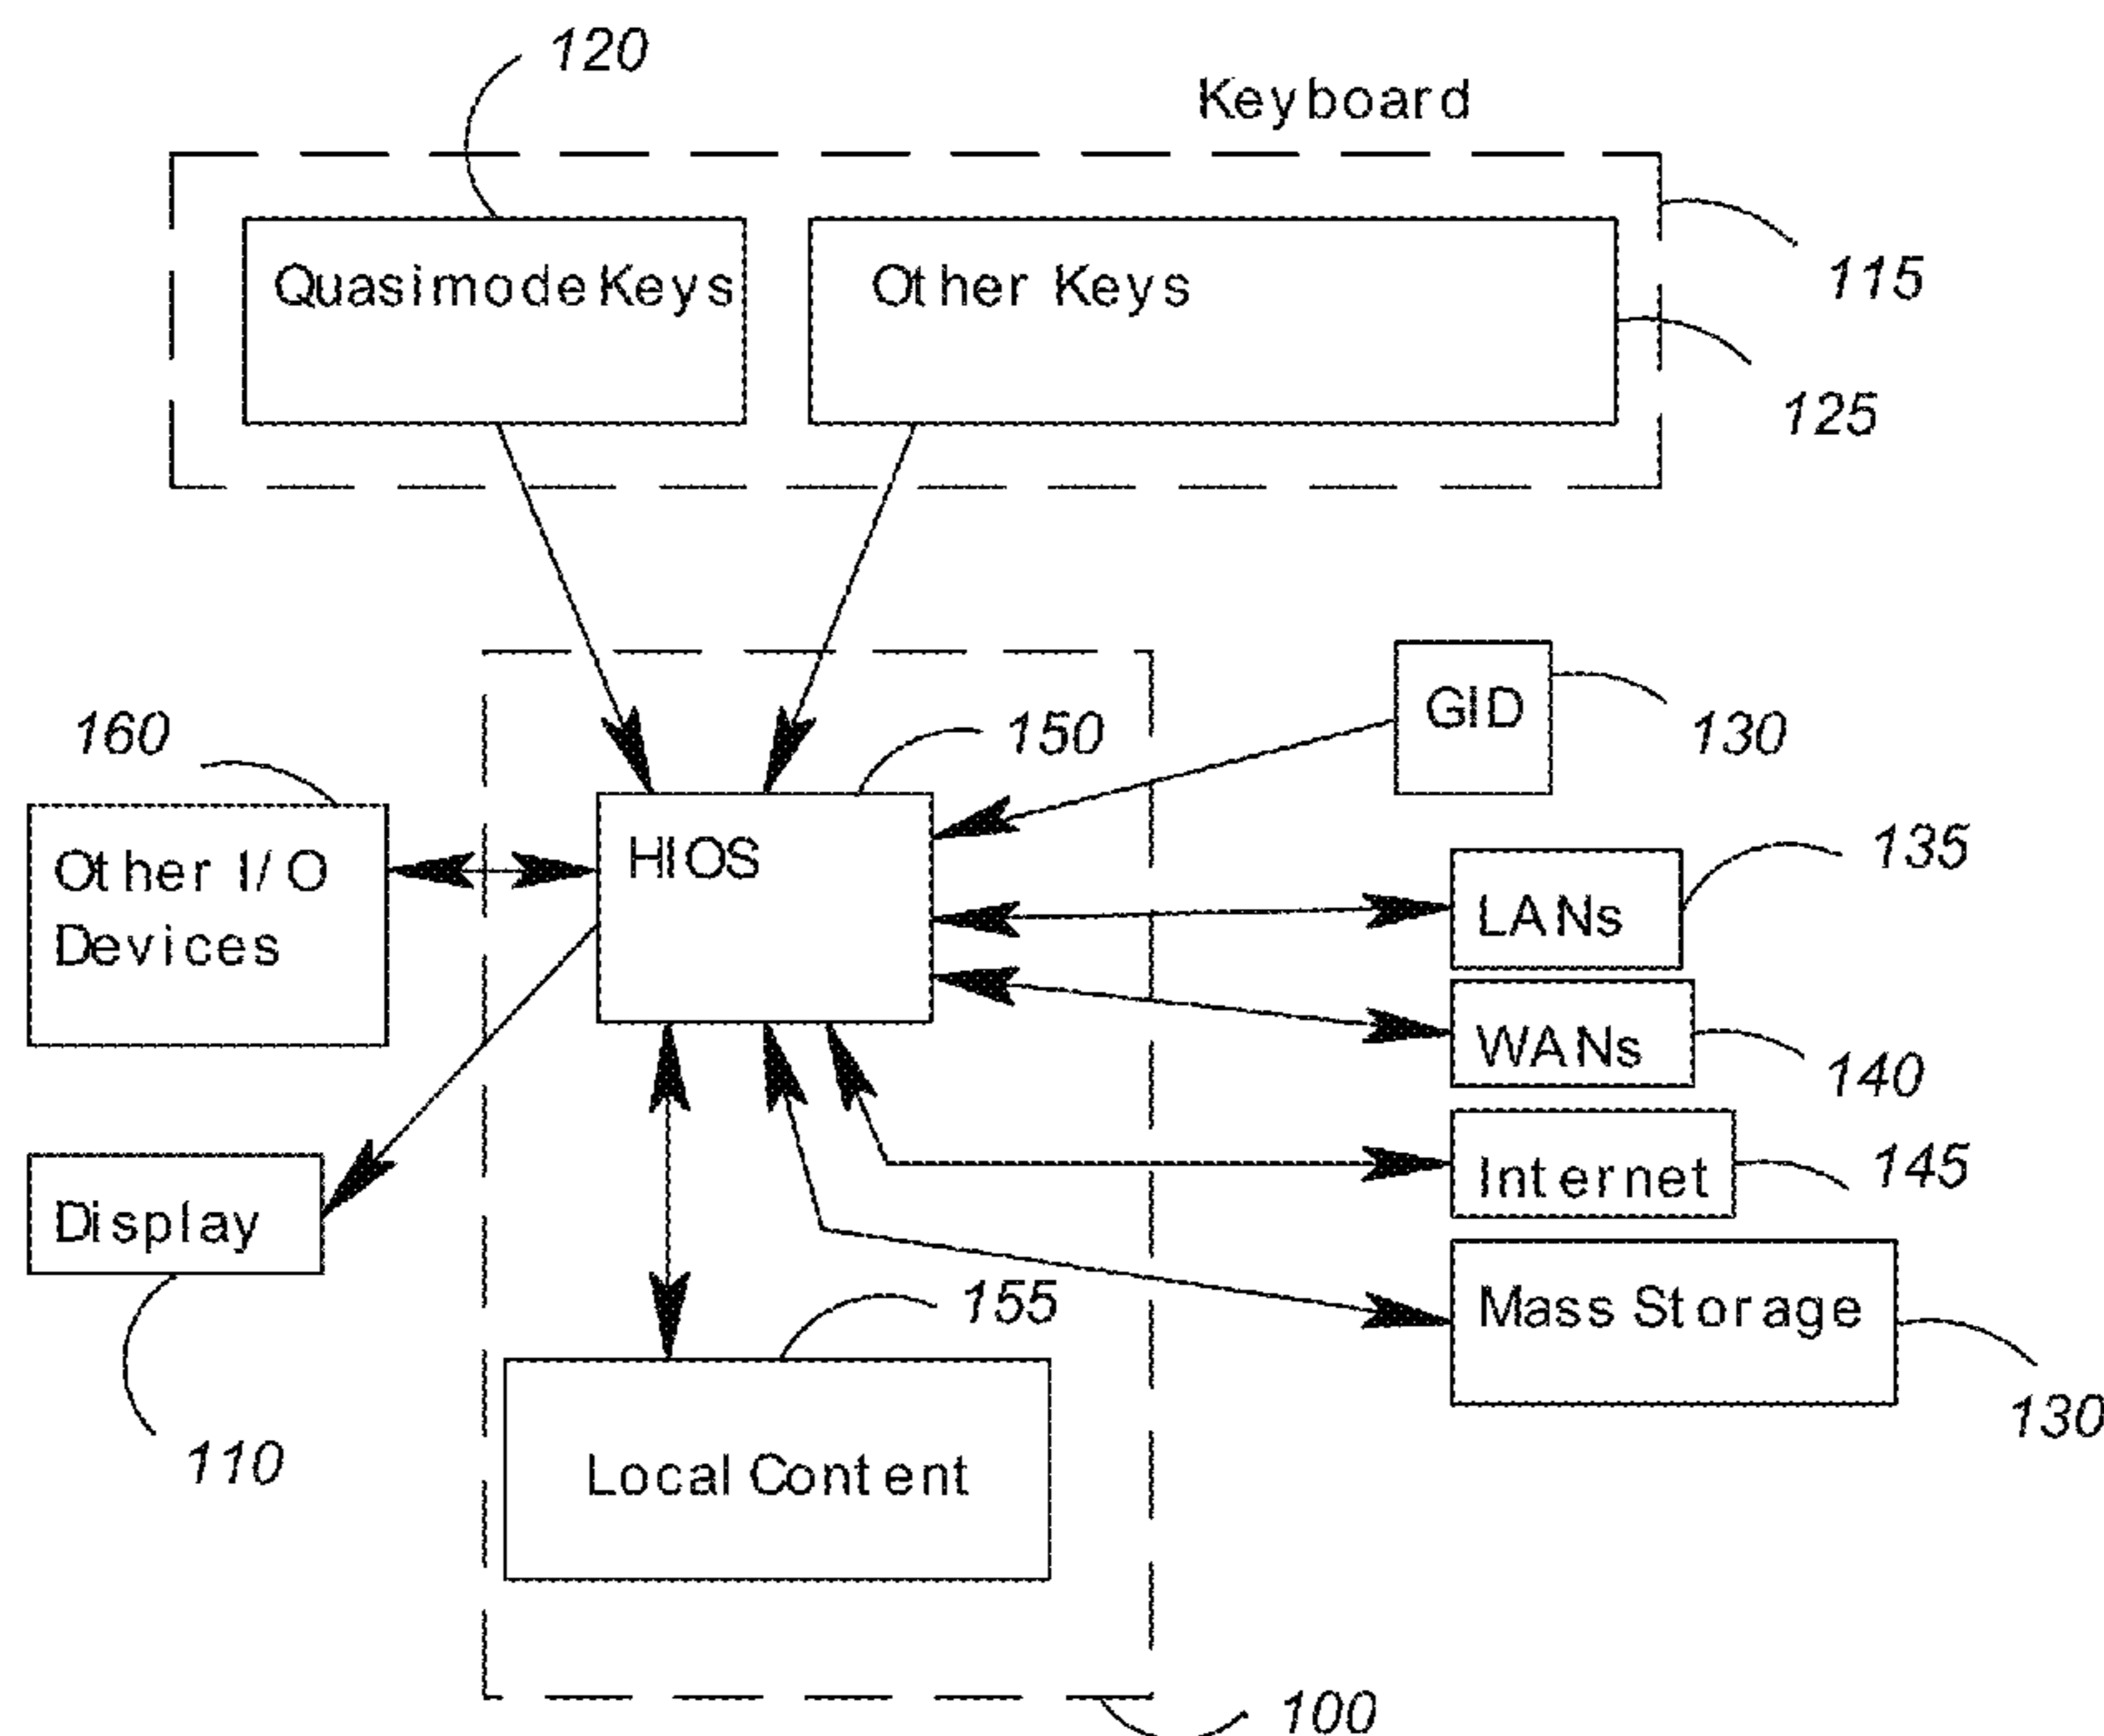 120
Keyboard
Quasimode Keys
Other Keys
115
125
160
150
GID
130
HIOS
Other I/O
Devices
LANs
135
WANs
140
Internet
145
Display
110
Mass Storage
130
155
Local Content
100